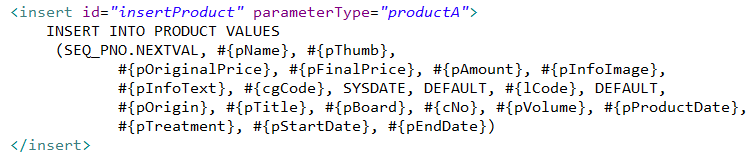 <insert id="insertProduct" parameterType="productA">
INSERT INTO PRODUCT VALUES
(SEQ_PNO.NEXTVAL, #{pName}, #{pThumb},
#{pOriginalPrice}, #{pFinalPrice}, #{pAmount}, #{pInfoImage},
#{pInfoText}, #{cgCode}, SYSDATE, DEFAULT, #{lCode}, DEFAULT,
#{pOrigin}, #{pTitle}, #{pBoard}, #{cNo}, #{pVolume}, #{pProductDate},
#{pTreatment}, #{pStartDate}, #{pEndDate})
</insert>